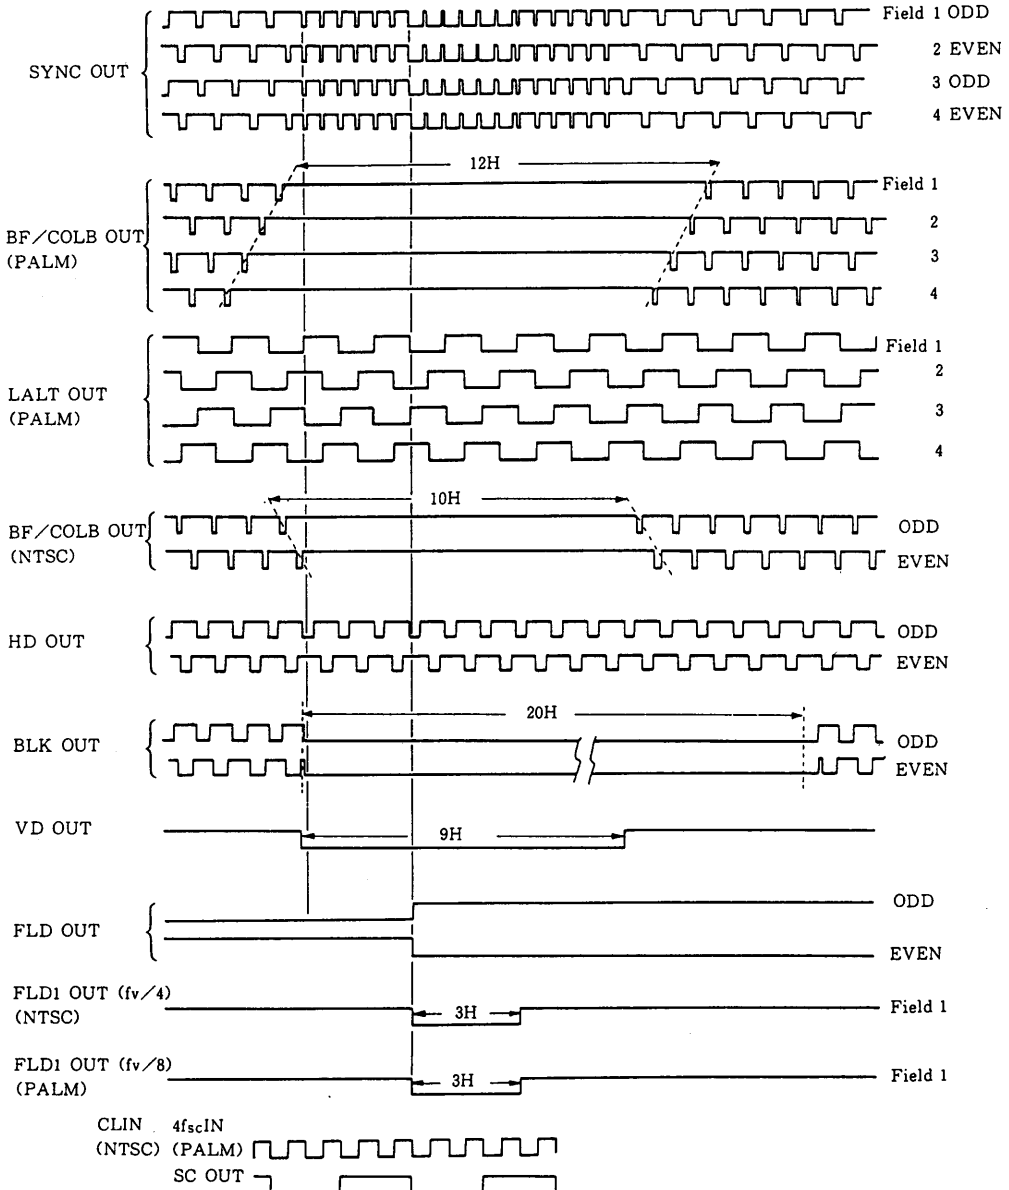 Field 1 ODD
SYNC OUT
2 EVEN
3 ODD
4 EVEN
12H
BF/COLB OUT
(PALM)
Field 1
2
3
4
LALT OUT
(PALM)
Field 1
2
3
4
10H
BF/COLB OUT
(NTSC)
ODD
EVEN
HD OUT
ODD
EVEN
20H
BLK OUT
ODD
EVEN
VD OUT
9H
FLD OUT
ODD
EVEN
FLD1 OUT (fv/4)
(NTSC)
3H
Field 1
FLD1 OUT (fv/8)
(PALM)
3H
Field 1
CLIN 4fscIN
(NTSC) (PALM)
SC OUT